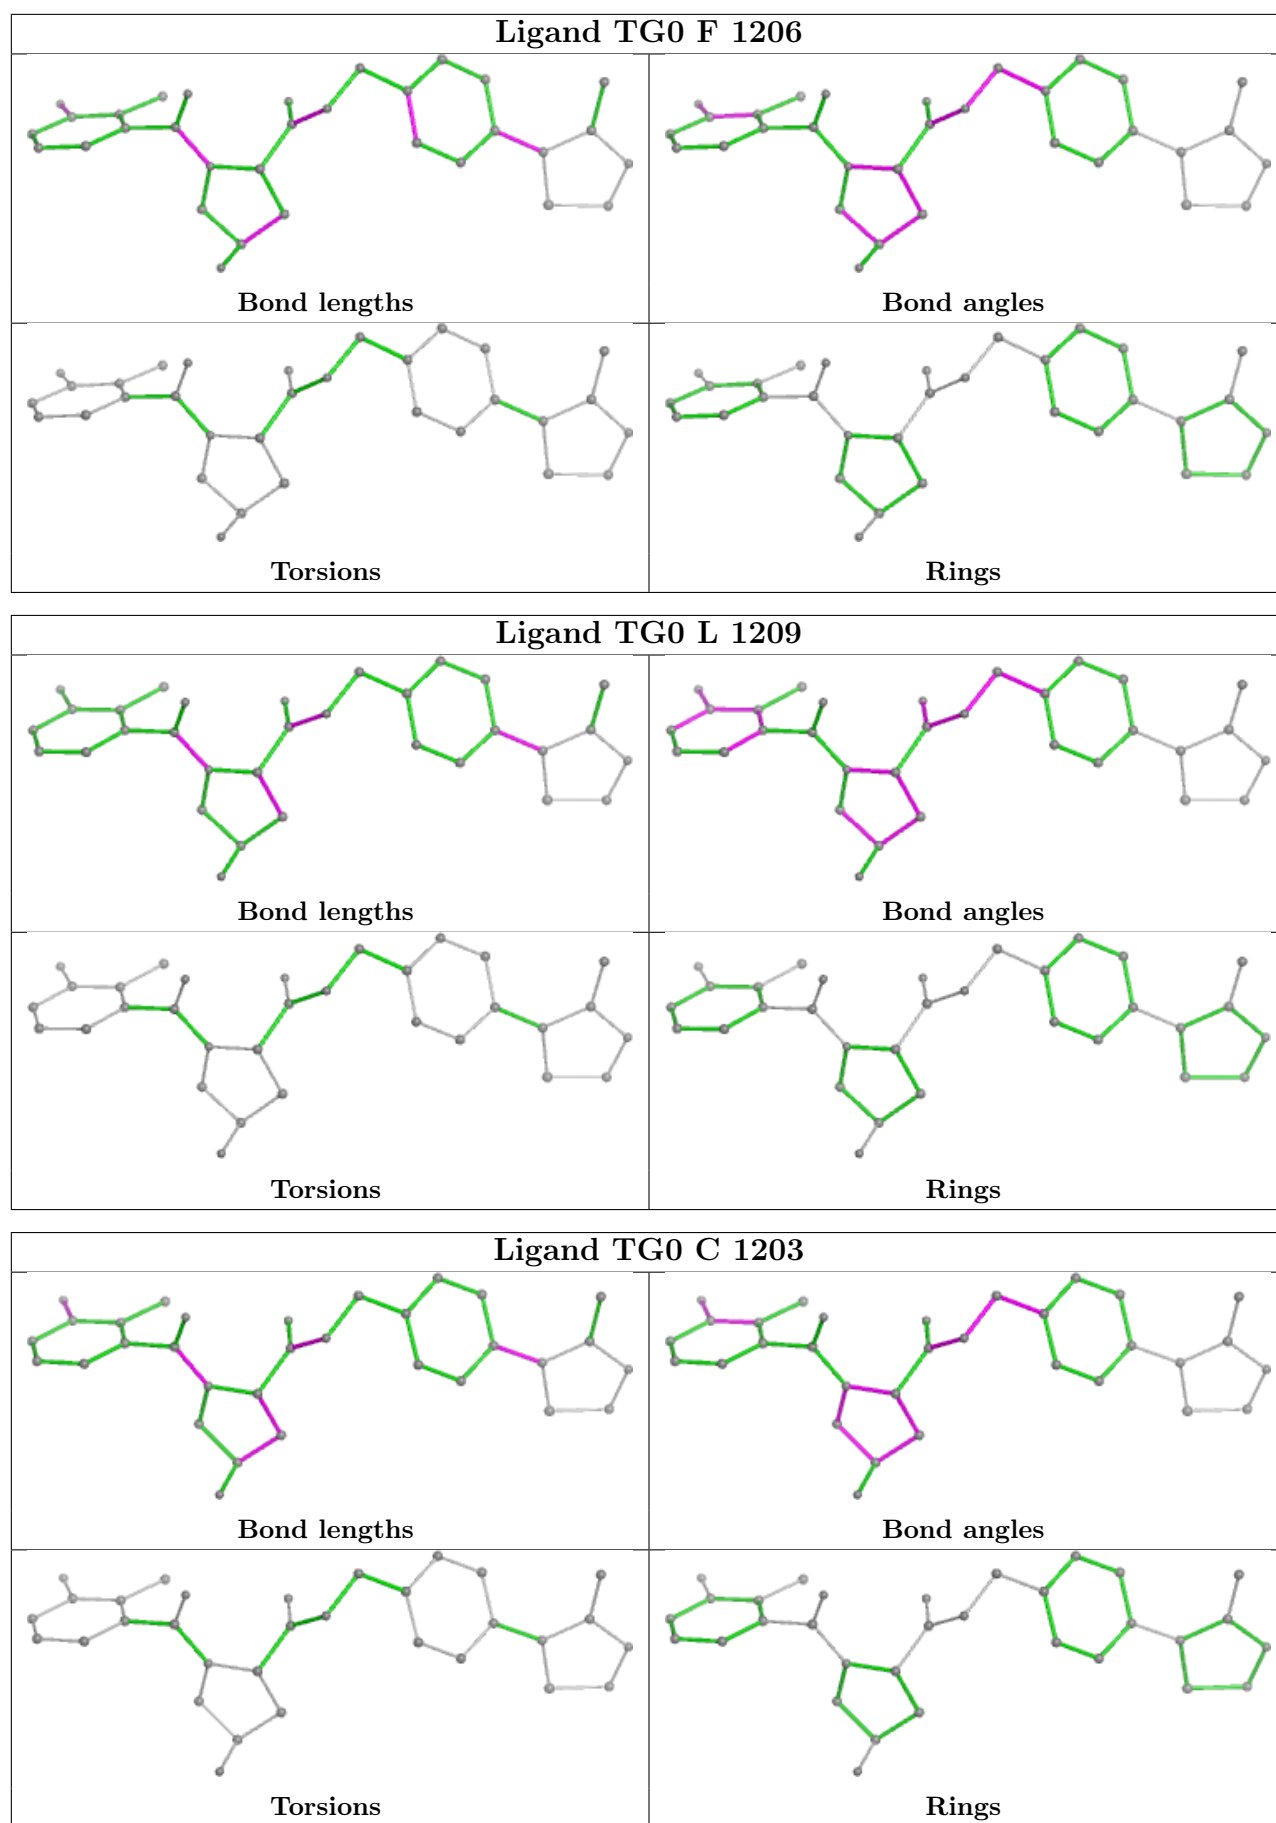 Ligand TG0 F 1206
Bond lengths
Bond angles
Torsions
Rings
Ligand TG0 L 1209
Bond lengths
Bond angles
Torsions
Rings
Ligand TG0 C 1203
Bond lengths
Bond angles
Torsions
Rings